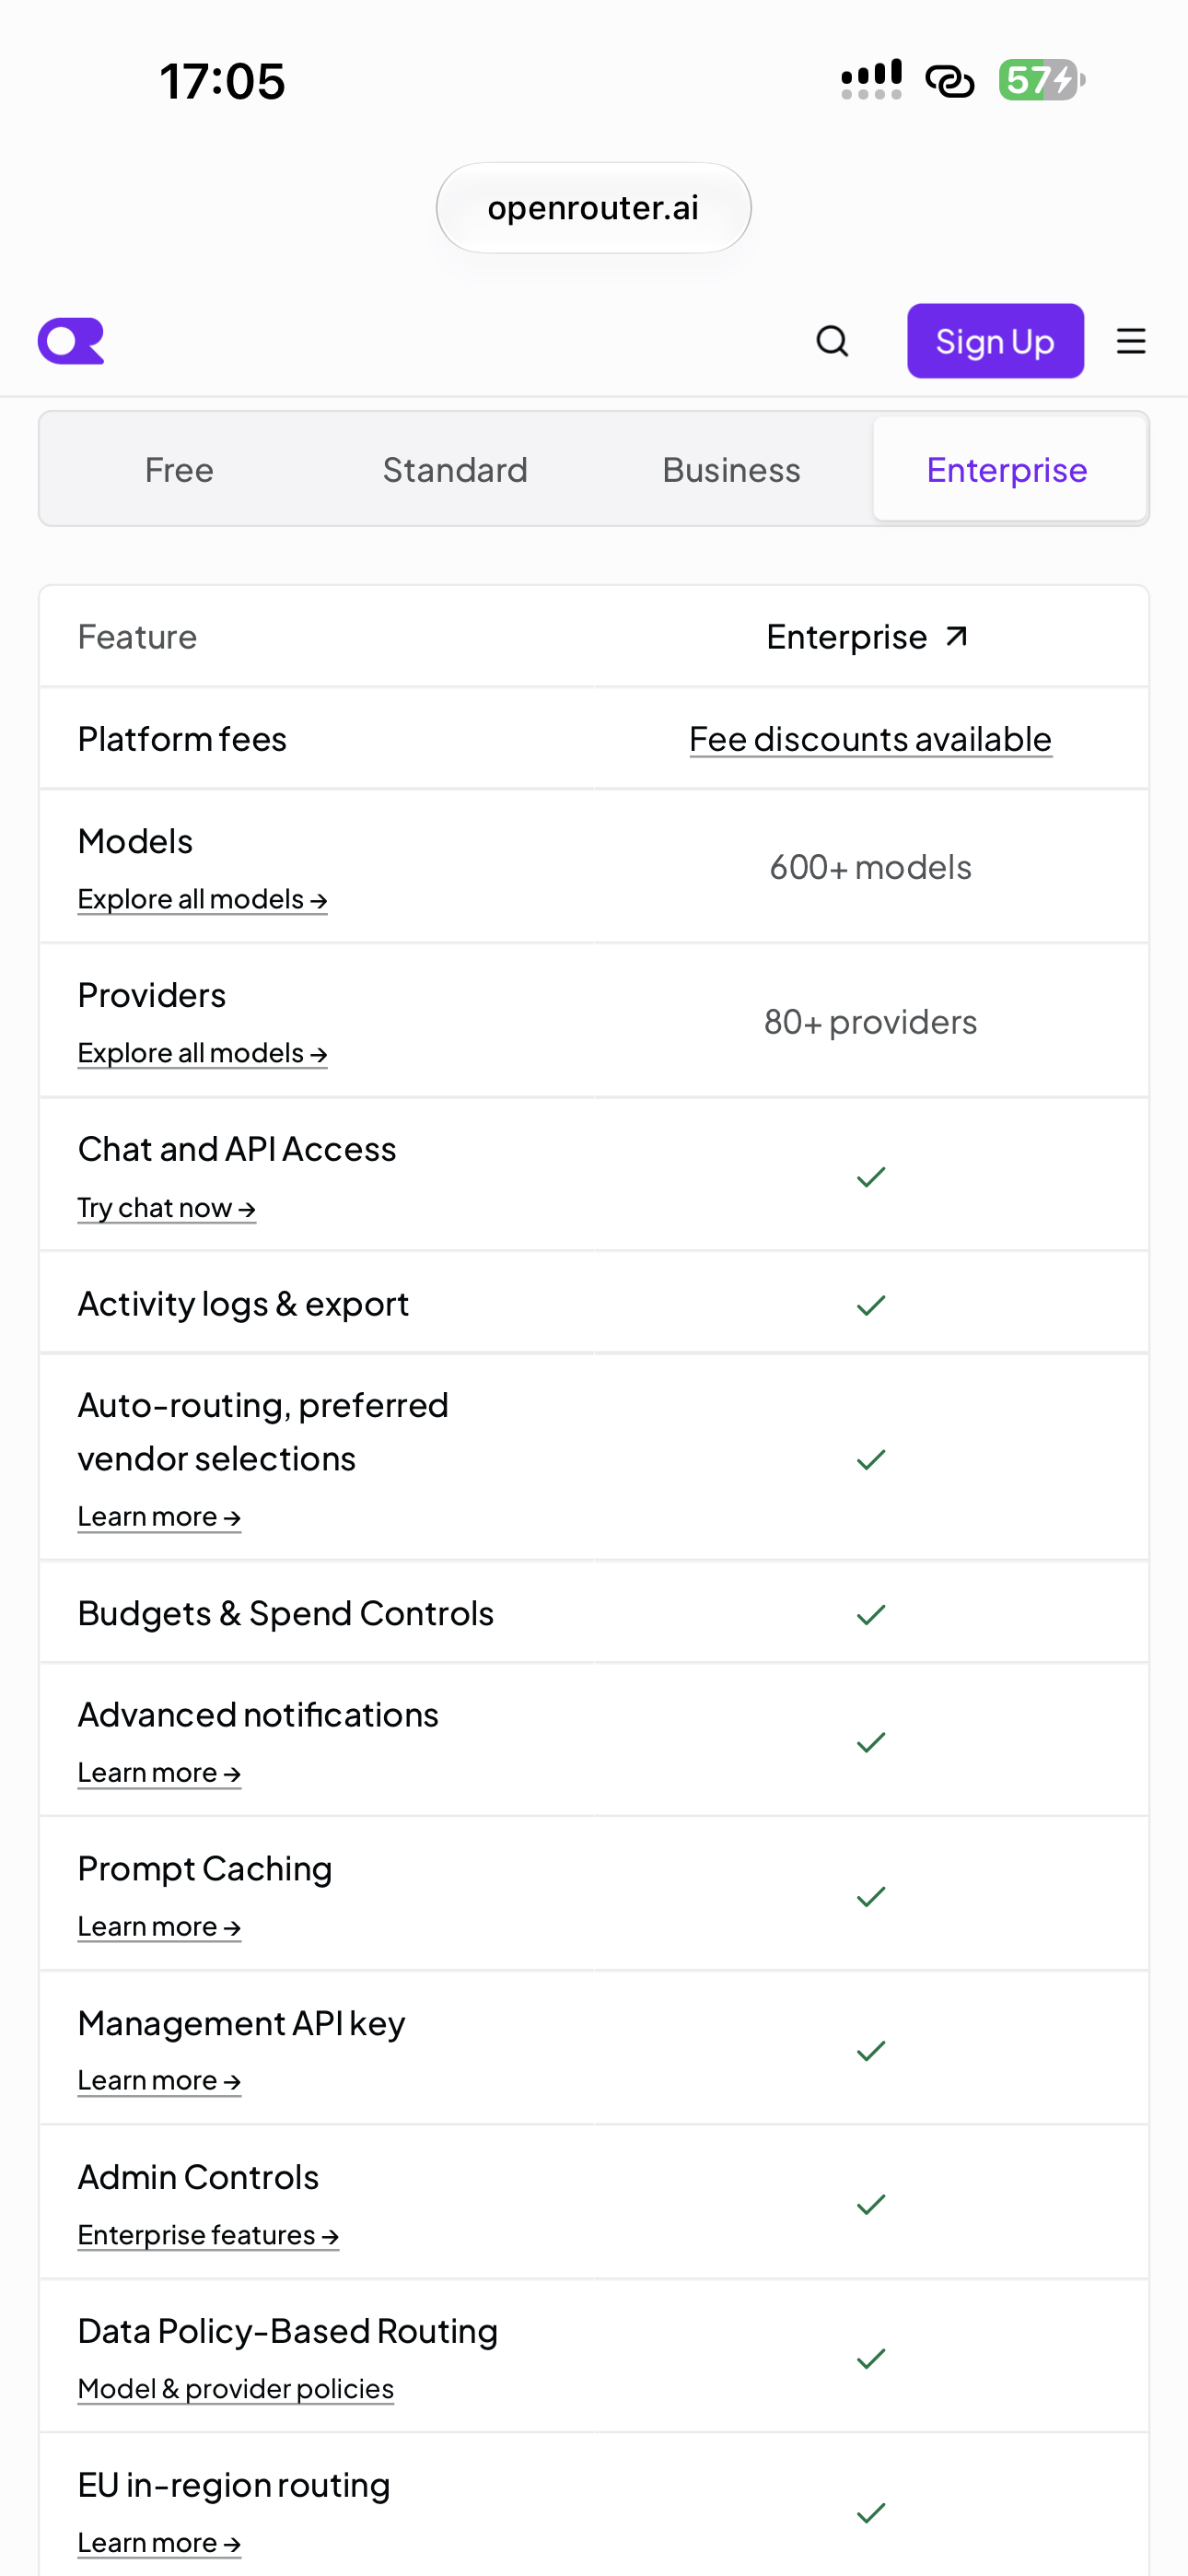 17:05
57
openrouter.ai
Sign Up
Free Standard Business Enterprise
Feature Enterprise ↗
Platform fees Fee discounts available
Models
Explore all models →
600+ models
Providers
Explore all models →
80+ providers
Chat and API Access
Try chat now →
Activity logs & export
Auto-routing, preferred
vendor selections
Learn more →
Budgets & Spend Controls
Advanced notifications
Learn more →
Prompt Caching
Learn more →
Management API key
Learn more →
Admin Controls
Enterprise features →
Data Policy-Based Routing
Model & provider policies
EU in-region routing
Learn more →